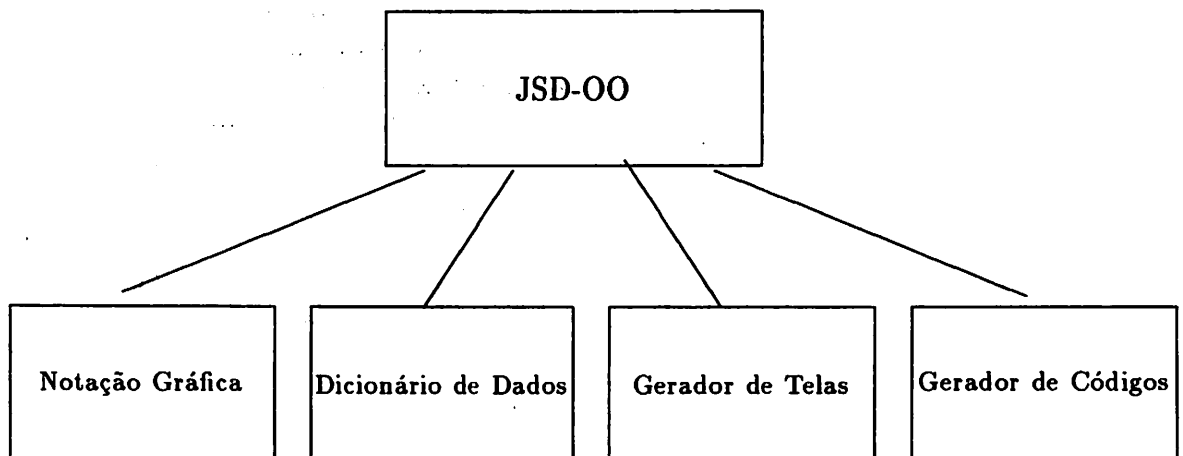 JSD-OO
Notação Gráfica
Dicionário de Dados
Gerador de Telas
Gerador de Códigos